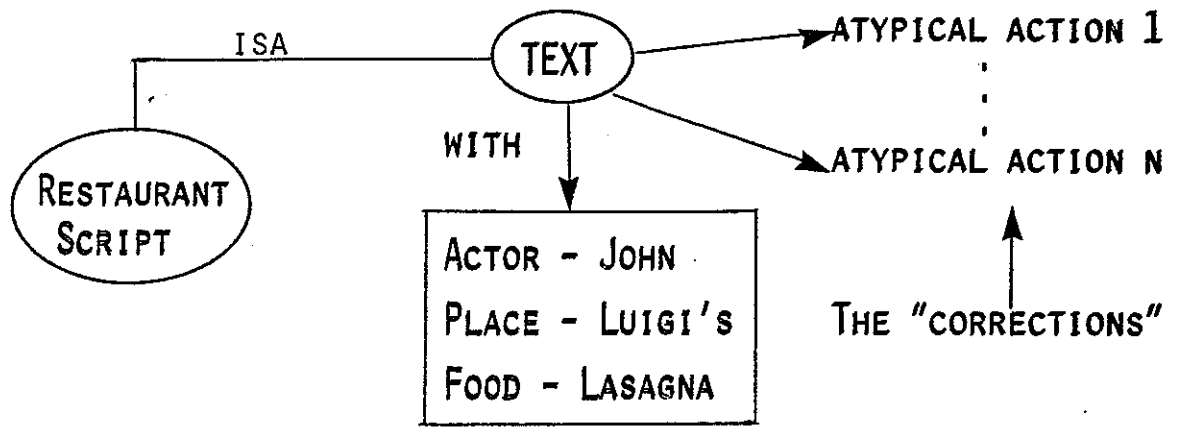 ISA
TEXT
ATYPICAL ACTION 1
ATYPICAL ACTION N
WITH
RESTAURANT
SCRIPT
ACTOR - JOHN
PLACE - LUIGI'S
FOOD - LASAGNA
THE "CORRECTIONS"